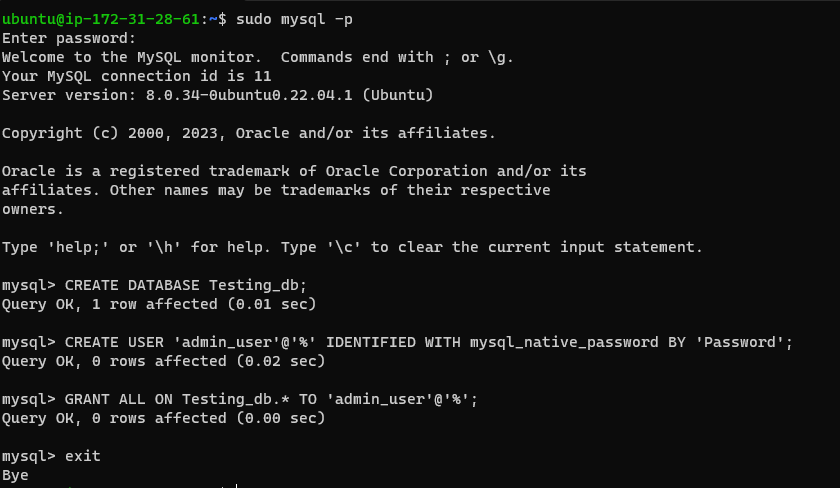 ubuntu@ip-172-31-28-61:~$ sudo mysql -p
Enter password:
Welcome to the MySQL monitor.  Commands end with ; or \g.
Your MySQL connection id is 11
Server version: 8.0.34-0ubuntu0.22.04.1 (Ubuntu)
Copyright (c) 2000, 2023, Oracle and/or its affiliates.
Oracle is a registered trademark of Oracle Corporation and/or its
affiliates. Other names may be trademarks of their respective
owners.
Type 'help;' or '\h' for help. Type '\c' to clear the current input statement.
mysql> CREATE DATABASE Testing_db;
Query OK, 1 row affected (0.01 sec)
mysql> CREATE USER 'admin_user'@'%' IDENTIFIED WITH mysql_native_password BY 'Password';
Query OK, 0 rows affected (0.02 sec)
mysql> GRANT ALL ON Testing_db.* TO 'admin_user'@'%';
Query OK, 0 rows affected (0.00 sec)
mysql> exit
Bye